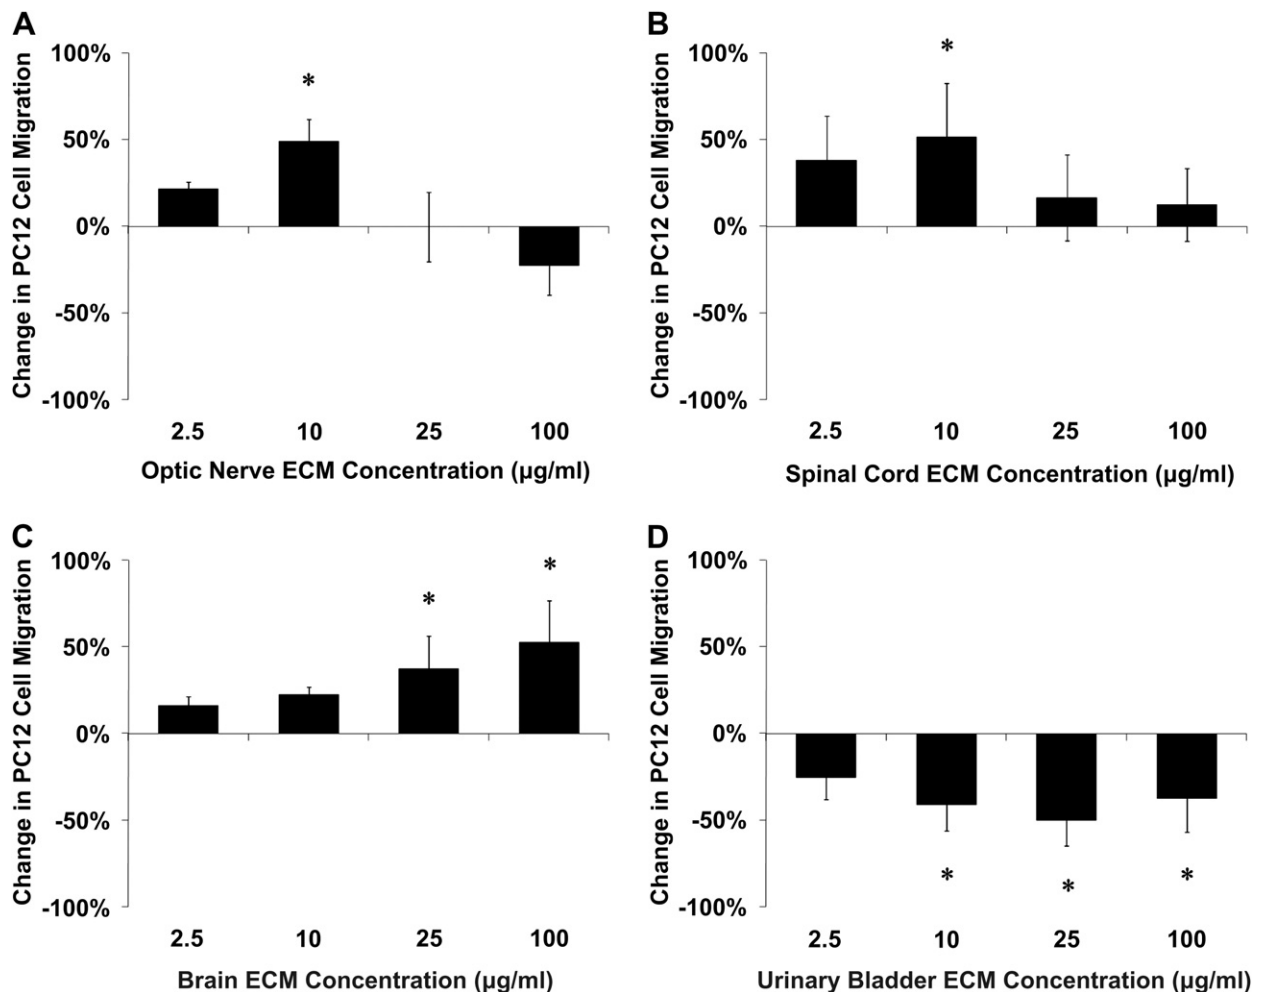 A
Change in PC12 Cell Migration
100%
*
50%
0%
-50%
-100%
2.5 10 25 100
Optic Nerve ECM Concentration (µg/ml)
B
Change in PC12 Cell Migration
100%
*
50%
0%
-50%
-100%
2.5 10 25 100
Spinal Cord ECM Concentration (µg/ml)
C
Change in PC12 Cell Migration
100%
* *
50%
0%
-50%
-100%
2.5 10 25 100
Brain ECM Concentration (µg/ml)
D
Change in PC12 Cell Migration
100%
50%
0%
-50%
* * *
-100%
2.5 10 25 100
Urinary Bladder ECM Concentration (µg/ml)